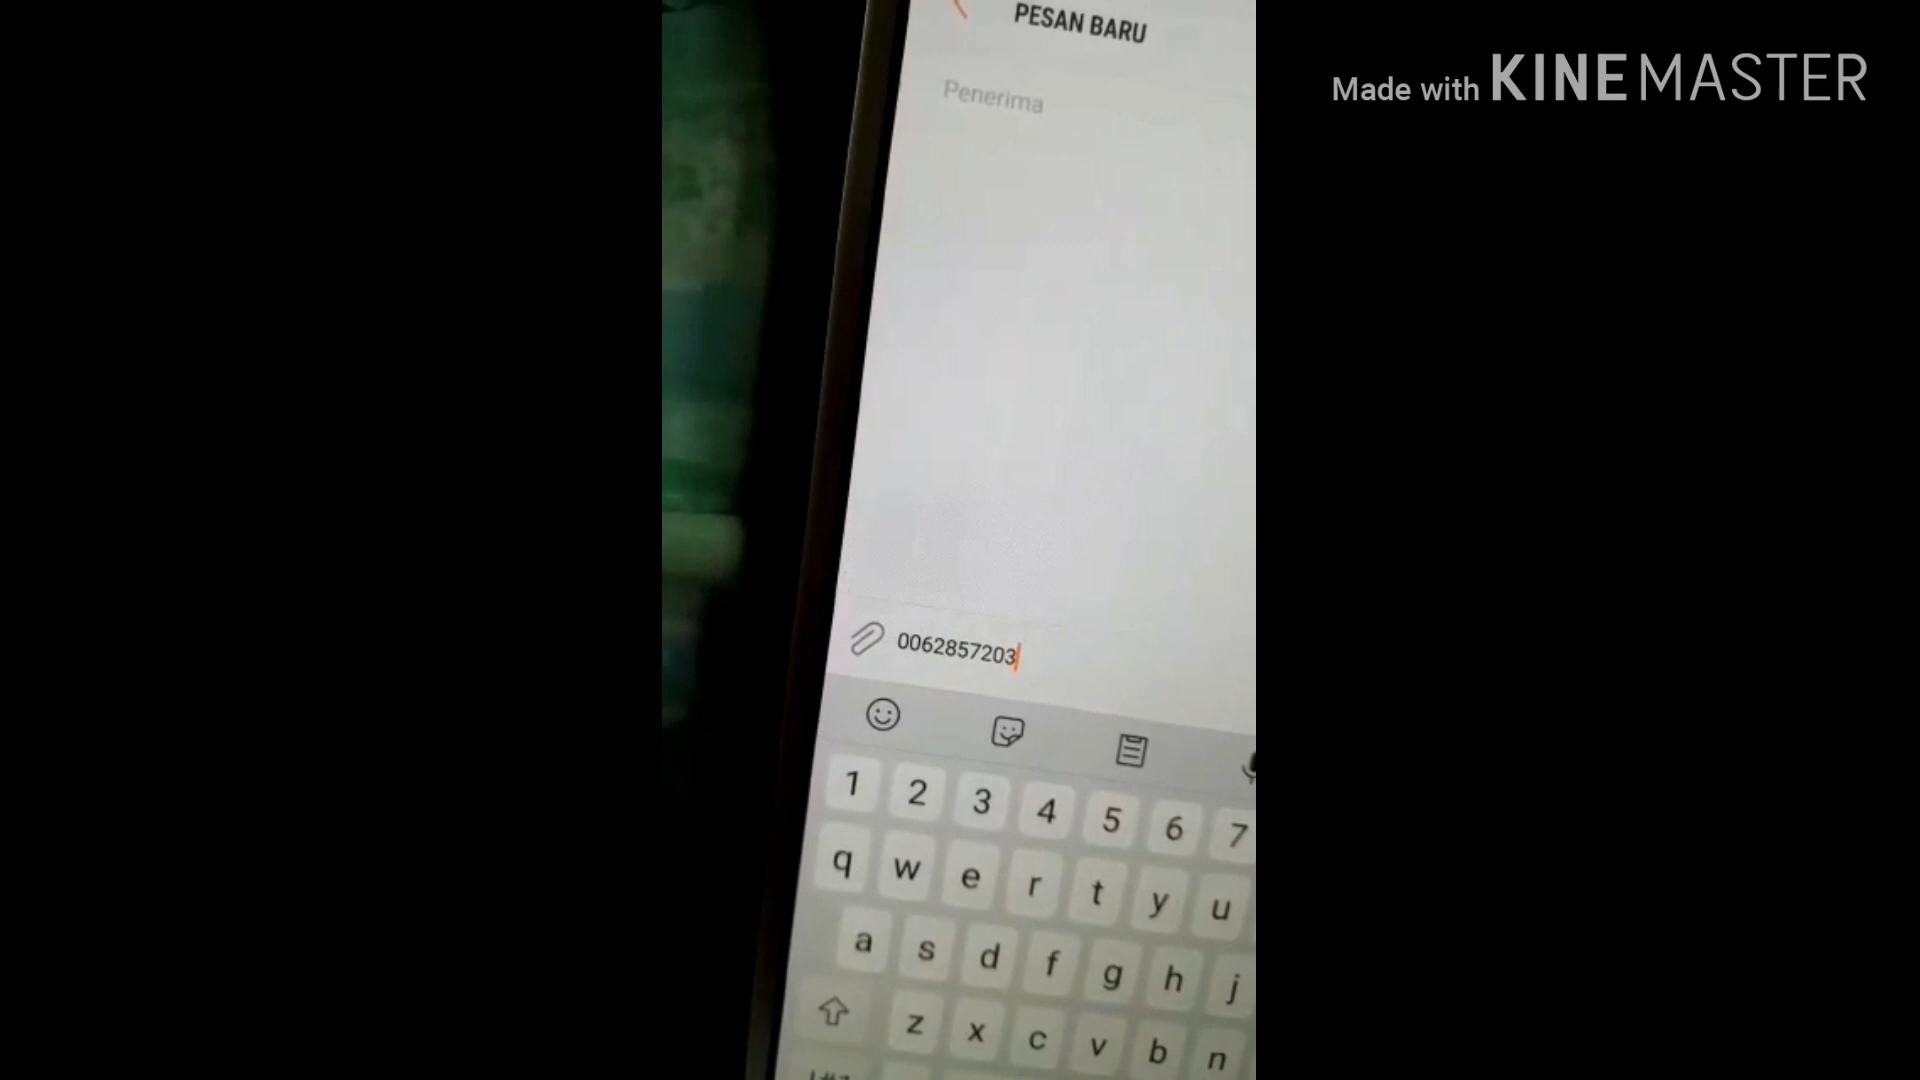 PESAN BARU
Made with KINEMASTER
Penerima
0062857203
1 2 3 4 5 6 7
q w e r t y u
a s d f g h j
z x c v b n